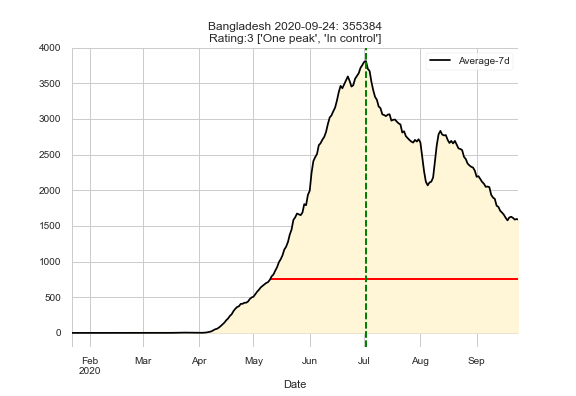 Bangladesh 2020-09-24: 355384
Rating:3 ['One peak', 'In control']
Average-7d
4000
3500
3000
2500
2000
1500
1000
500
0
Feb Mar Apr May Jun Jul Aug Sep
2020
Date